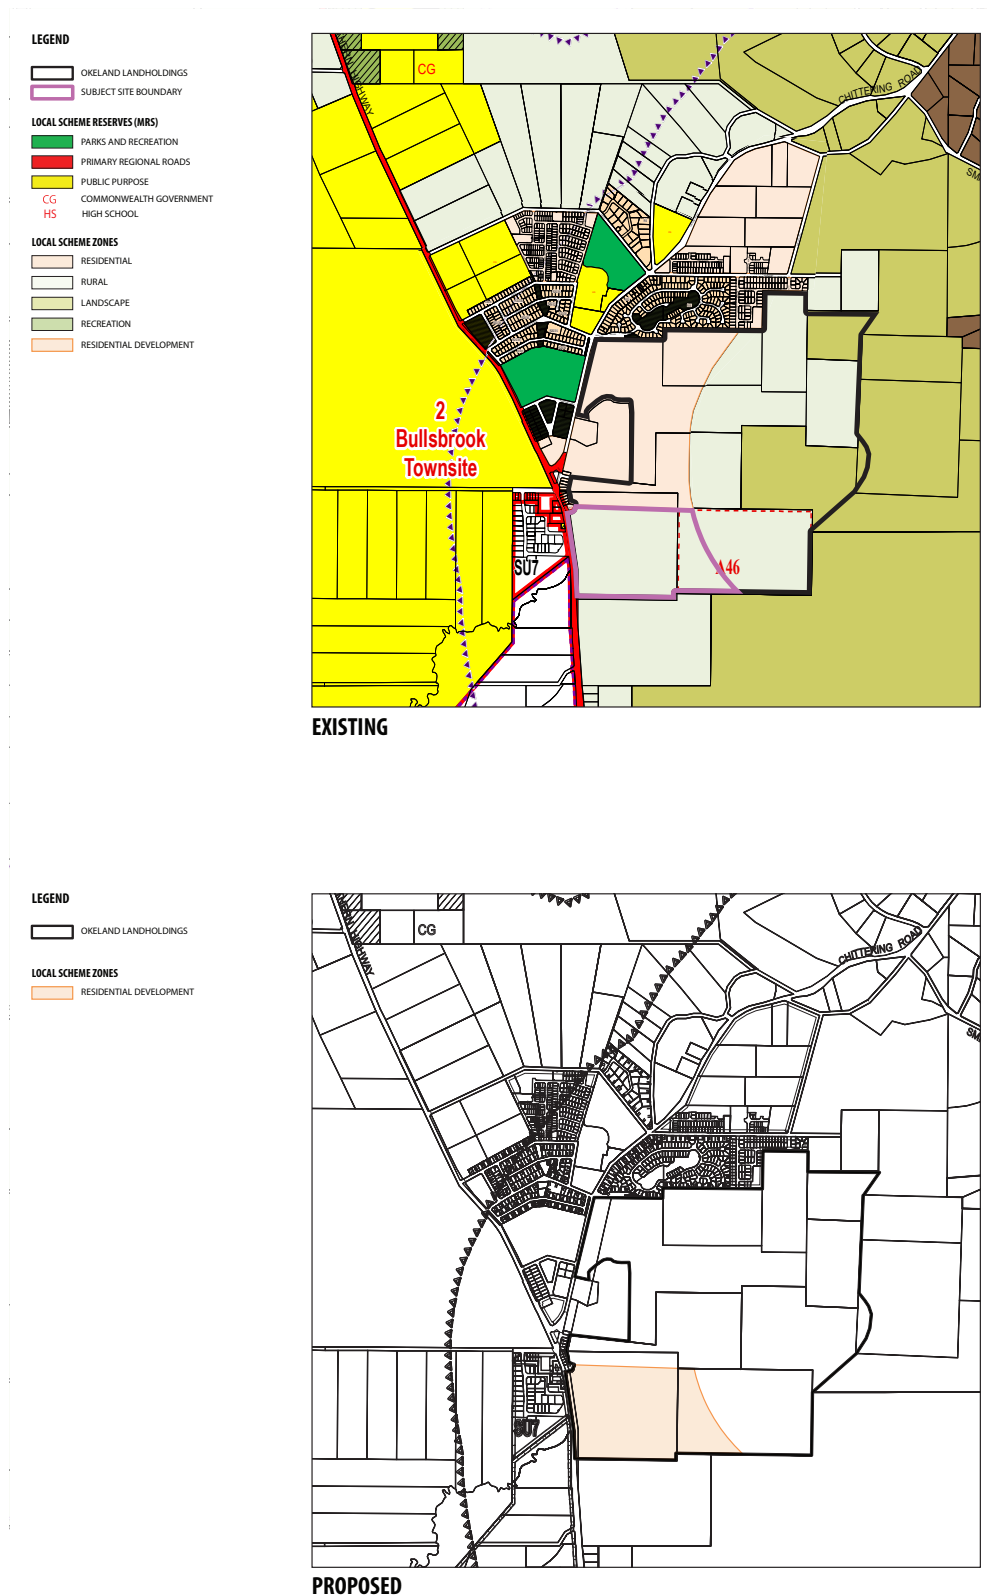 LEGEND
OKELAND LANDHOLDINGS
SUBJECT SITE BOUNDARY
LOCAL SCHEME RESERVES (MRS)
PARKS AND RECREATION
PRIMARY REGIONAL ROADS
PUBLIC PURPOSE
CG COMMONWEALTH GOVERNMENT
HS HIGH SCHOOL
LOCAL SCHEME ZONES
RESIDENTIAL
RURAL
LANDSCAPE
RECREATION
RESIDENTIAL DEVELOPMENT
HIGHWAY
CG
CHITTERING ROAD
2
Bullsbrook
Townsite
SU7
A46
EXISTING
LEGEND
OKELAND LANDHOLDINGS
LOCAL SCHEME ZONES
RESIDENTIAL DEVELOPMENT
HIGHWAY
CG
CHITTERING ROAD
SU7
PROPOSED